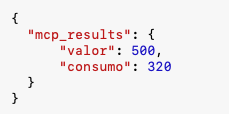 {
  "mcp_results": {
      "valor": 500,
      "consumo": 320
  }
}